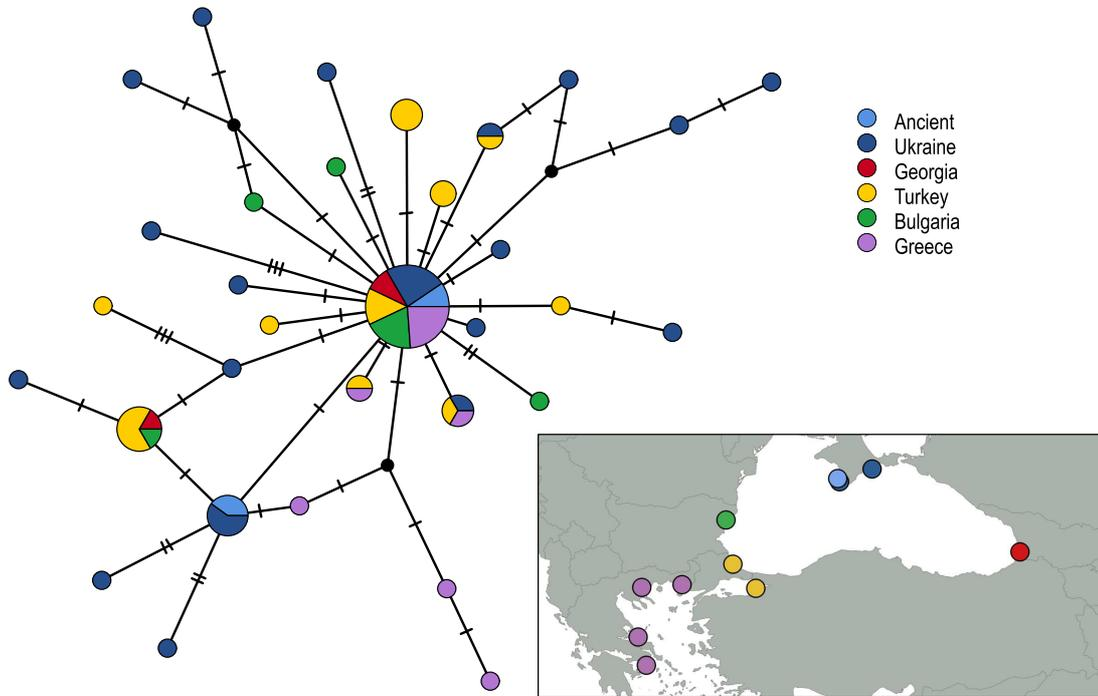 Ancient
Ukraine
Georgia
Turkey
Bulgaria
Greece